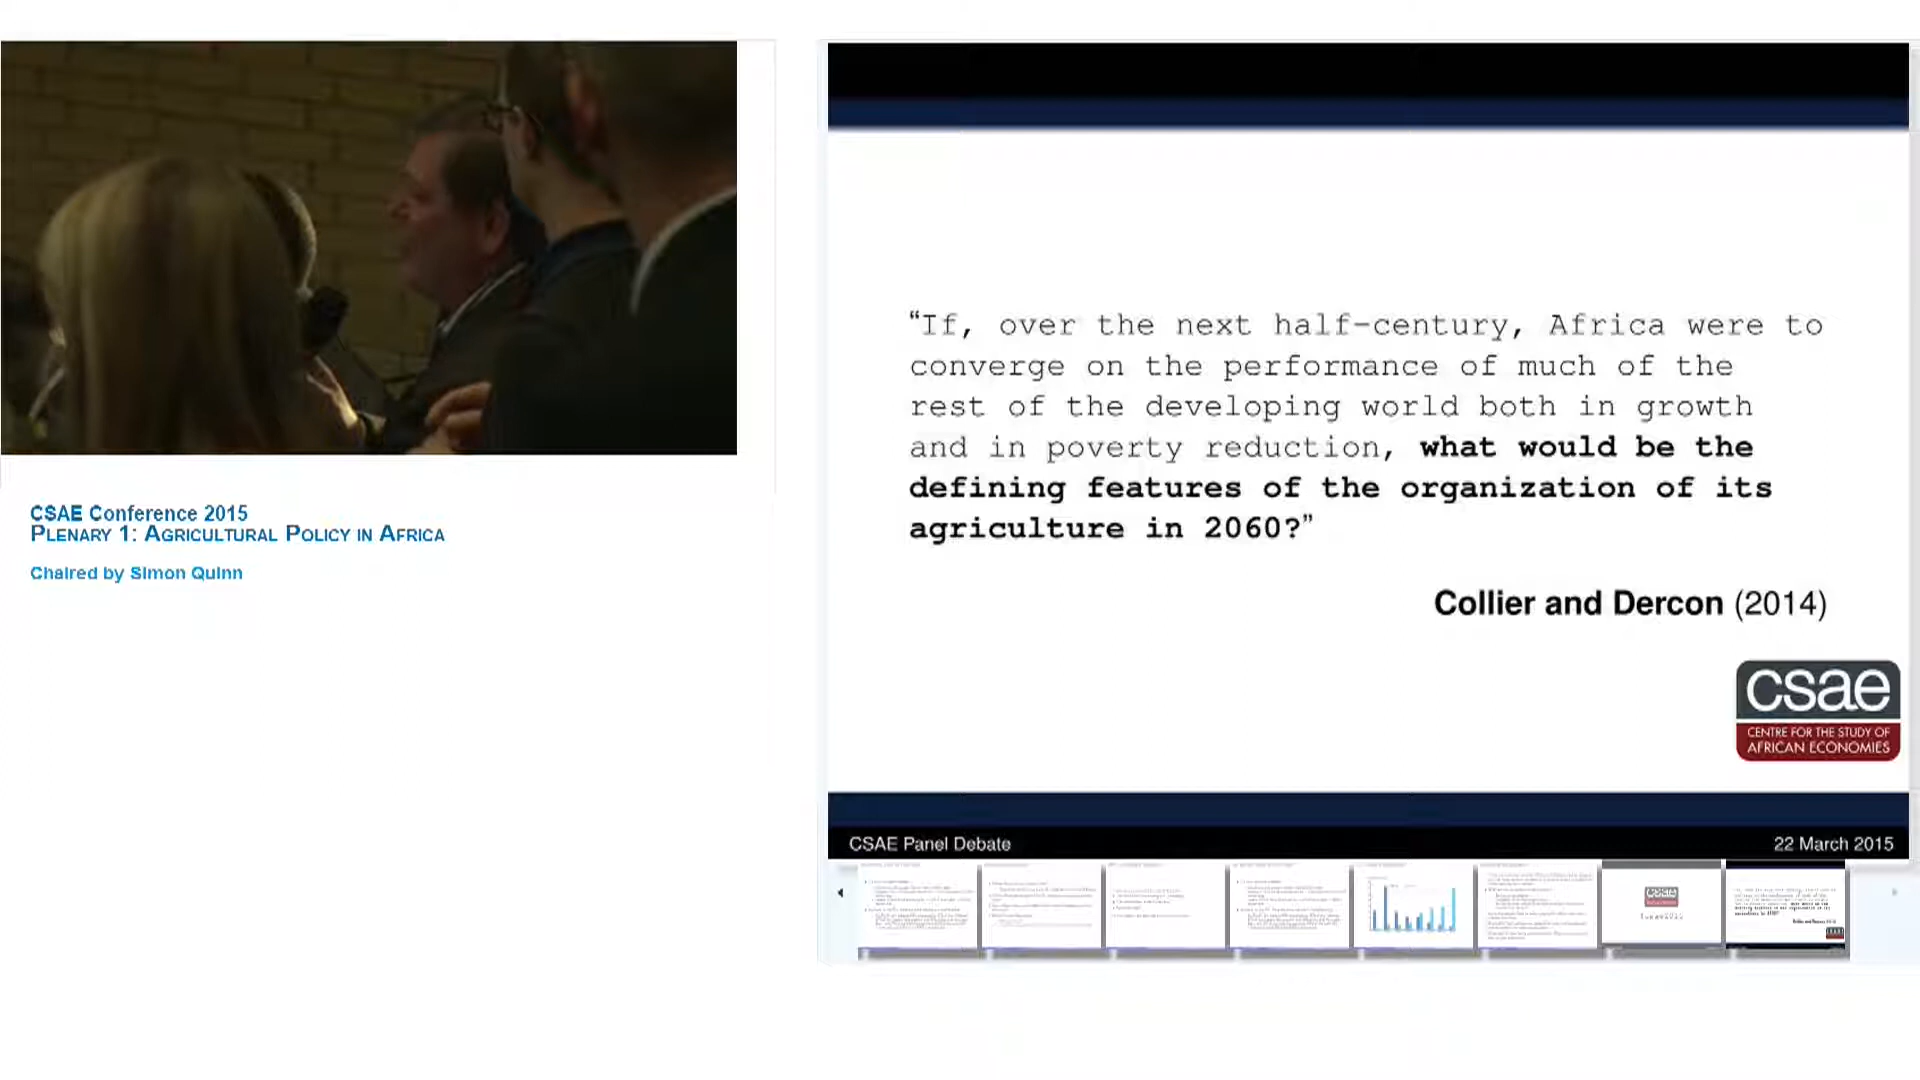 CSAE Conference 2015
PLENARY 1: AGRICULTURAL POLICY IN AFRICA
Chaired by Simon Quinn
“If, over the next half-century, Africa were to
converge on the performance of much of the
rest of the developing world both in growth
and in poverty reduction, what would be the
defining features of the organization of its
agriculture in 2060?”
Collier and Dercon (2014)
csae
CENTRE FOR THE STUDY OF
AFRICAN ECONOMIES
CSAE Panel Debate
22 March 2015